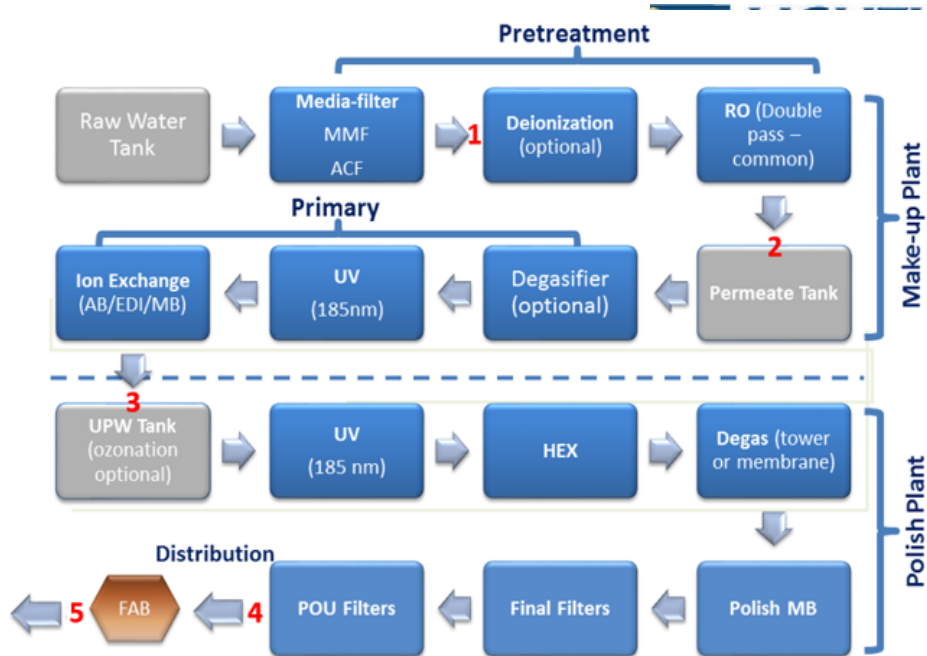 Pretreatment
Raw Water
Tank
Media-filter
MMF
ACF
1
Deionization
(optional)
RO (Double
pass –
common)
Make-up Plant
Primary
2
Ion Exchange
(AB/EDI/MB)
UV
(185nm)
Degasifier
(optional)
Permeate Tank
3
UPW Tank
(ozonation
optional)
UV
(185 nm)
HEX
Degas (tower
or membrane)
Polish Plant
Distribution
5
FAB
4
POU Filters
Final Filters
Polish MB